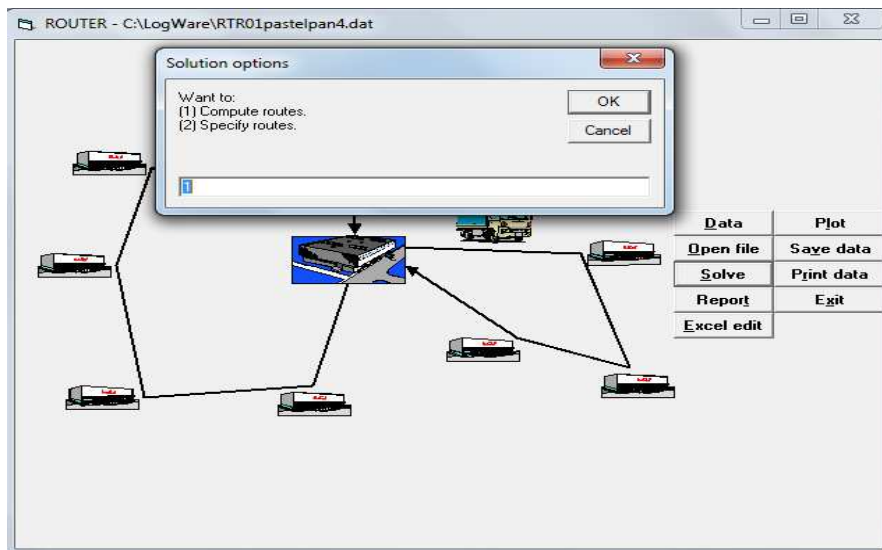 ROUTER - C:\LogWare\RTR01pastelpan4.dat
Solution options
Want to:
(1) Compute routes.
(2) Specify routes.
OK
Cancel
1
Data Plot
Open file Save data
Solve Print data
Report Exit
Excel edit